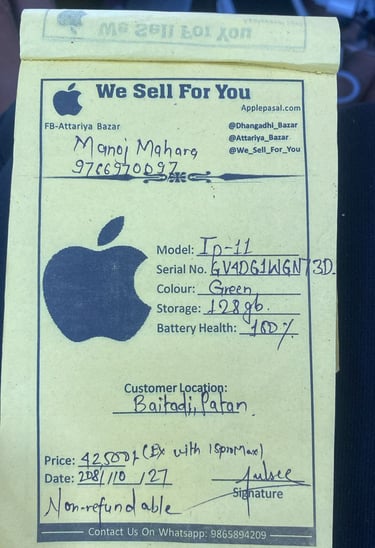 We Sell For You
We Sell For You
Applepasal.com
FB-Attariya Bazar
@Dhangadhi_Bazar
@Attariya_Bazar
@We_Sell_For_You
Manoj Mahara
9766970097
Model: Ip-11
Serial No. GV4DG1WGN73D
Colour: Green
Storage: 128gb.
Battery Health: 100%
Customer Location:
Baitadi, Patan
Price: 42500/- (Ex with 15proMax)
Date: 208/110/27
Signature
Non-refundable
Contact Us On Whatsapp: 9865894209